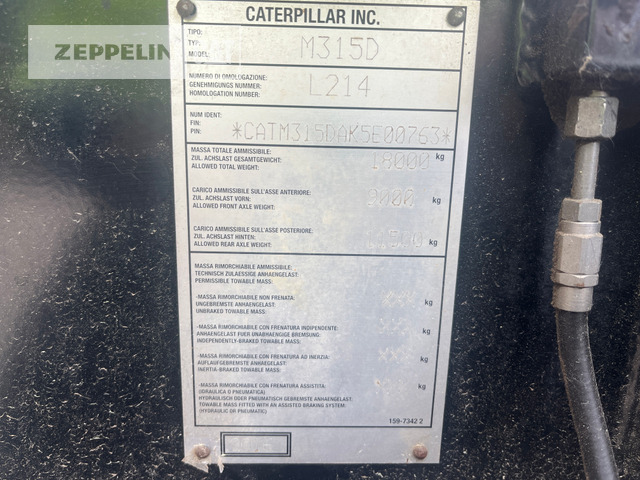 ZEPPELIN
CATERPILLAR INC.
TIPO:
TYP:
MODEL:
M315D
NUMERO DI OMOLOGAZIONE:
GENEHMIGUNGS NUMMER:
HOMOLOGATION NUMBER:
L214
NUM IDENT:
FIN:
PIN:
*CATM315DAK5E00763*
MASSA TOTALE AMMISSIBILE:
ZUL. ACHSLAST GESAMTGEWICHT:
ALLOWED TOTAL WEIGHT:
18000 kg
CARICO AMMISSIBILE SULL'ASSE ANTERIORE:
ZUL. ACHSLAST VORN:
ALLOWED FRONT AXLE WEIGHT:
kg
CARICO AMMISSIBILE SULL'ASSE POSTERIORE:
ZUL. ACHSLAST HINTEN:
ALLOWED REAR AXLE WEIGHT:
kg
MASSA RIMORCHIABILE AMMISSIBILE:
TECHNISCH ZULAESSIGE ANHAENGELAST:
PERMISSIBLE TOWABLE MASS:
-MASSA RIMORCHIABILE NON FRENATA:
UNGEBREMSTE ANHAENGELAST:
UNBRAKED TOWABLE MASS:
kg
-MASSA RIMORCHIABILE CON FRENATURA INDIPENDENTE:
ANHAENGELAST FUER UNABHAENGIGE BREMSUNG:
INDEPENDENTLY-BRAKED TOWABLE MASS:
kg
-MASSA RIMORCHIABILE CON FRENATURA AD INERZIA:
AUFLAUFGEBREMSTE ANHAENGELAST:
INERTIA-BRAKED TOWABLE MASS:
kg
-MASSA RIMORCHIABILE CON FRENATURA ASSISTITA:
(IDRAULICA O PNEUMATICA)
HYDRAULISCH ODER PNEUMATISCH GEBREMSTE ANHAENGELAST:
TOWABLE MASS FITTED WITH AN ASSISTED BRAKING SYSTEM:
(HYDRAULIC OR PNEUMATIC)
kg
159-7342 2